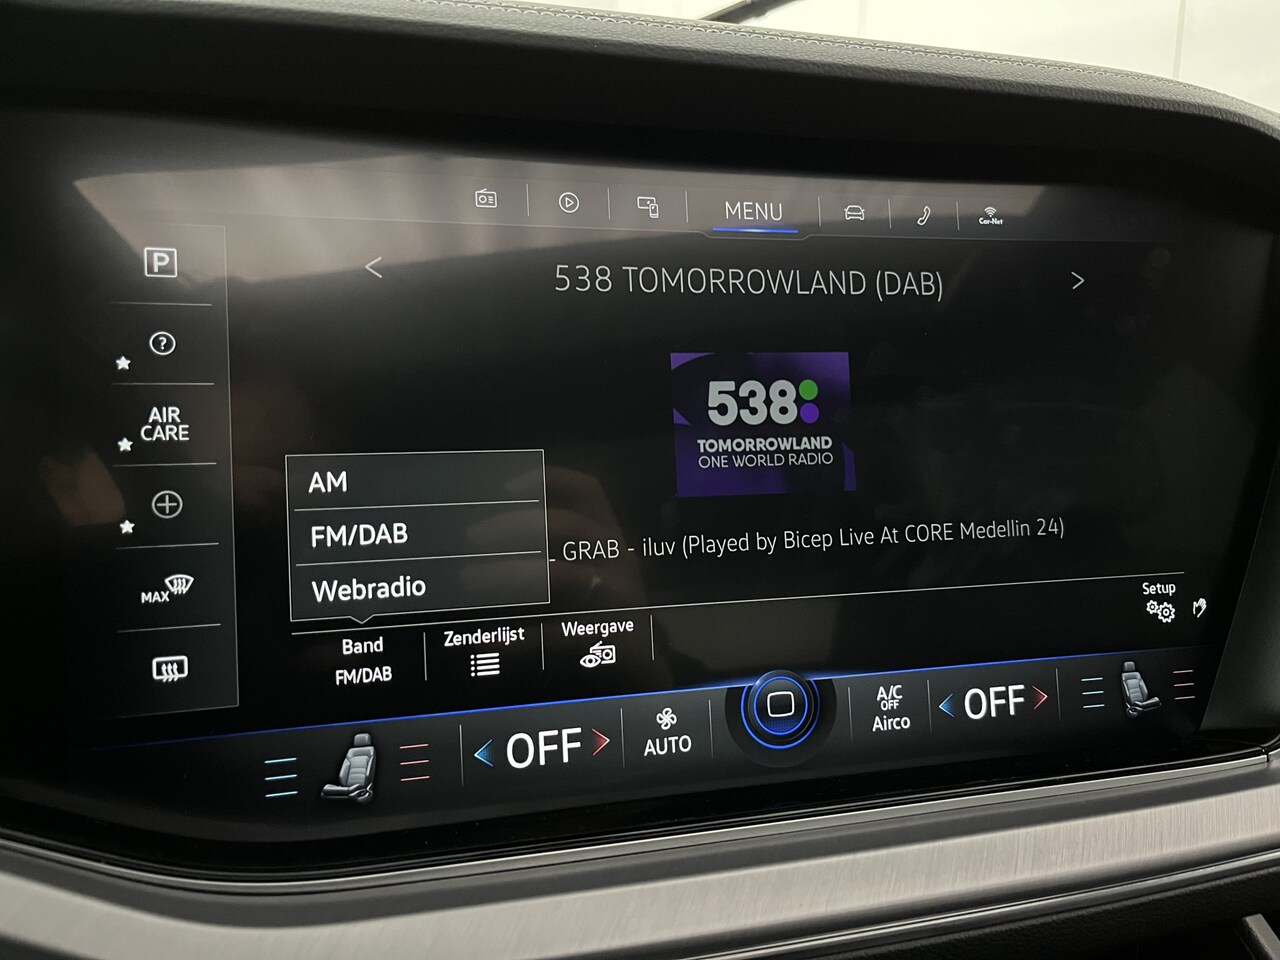 MENU
Car-Net
P
538 TOMORROWLAND (DAB)
?
AIR
CARE
538
TOMORROWLAND
ONE WORLD RADIO
AM
FM/DAB
Webradio
_ GRAB - iluv (Played by Bicep Live At CORE Medellin 24)
MAX
Band
FM/DAB
Zenderlijst
Weergave
Setup
OFF
AUTO
A/C
OFF
Airco
OFF